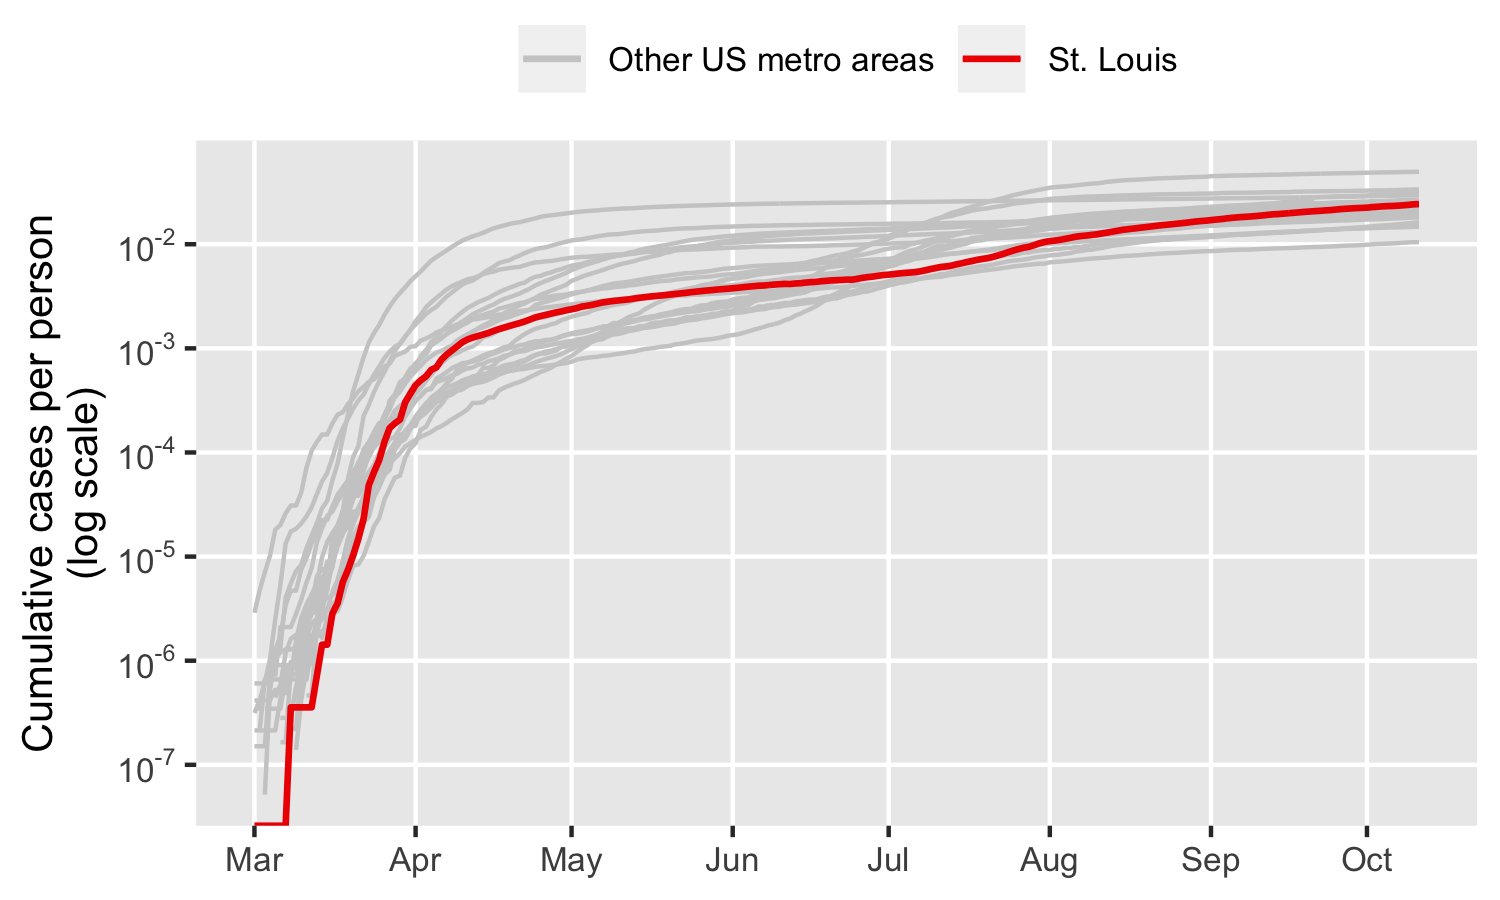 Other US metro areas St. Louis
Cumulative cases per person
(log scale)
10-2
10-3
10-4
10-5
10-6
10-7
Mar Apr May Jun Jul Aug Sep Oct